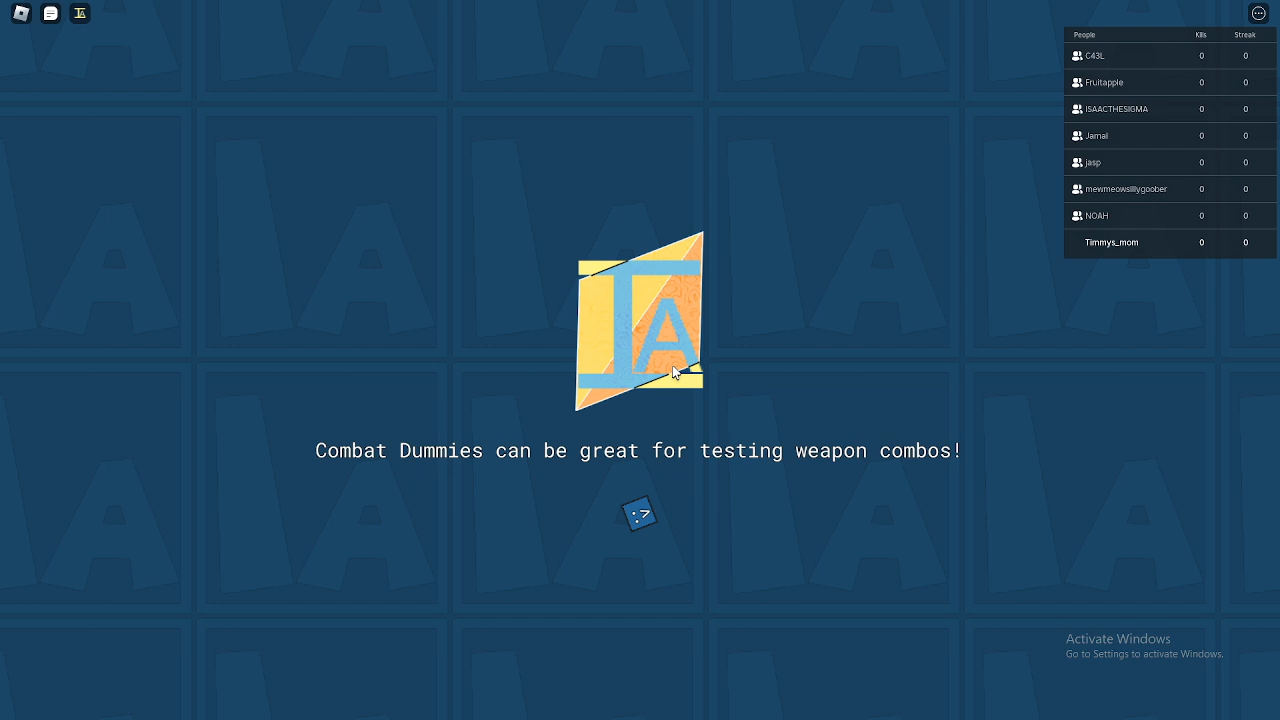 IA
People Kills Streak
C43L 0 0
Fruitapple 0 0
ISAACTHESIGMA 0 0
Jamal 0 0
jasp 0 0
mewmeowsillygoober 0 0
NOAH 0 0
Timmys_mom 0 0
IA
Combat Dummies can be great for testing weapon combos!
:>
Activate Windows
Go to Settings to activate Windows.